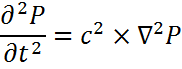 ∂²P/∂t² = c² × ∇²P